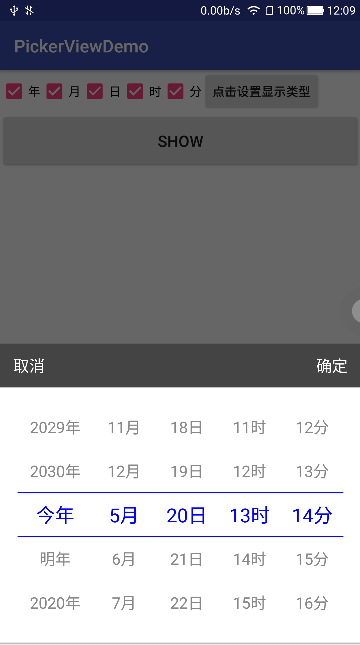 0.00b/s 100% 12:09
PickerViewDemo
年 月 日 时 分 点击设置显示类型
SHOW
取消 确定
2029年 11月 18日 11时 12分
2030年 12月 19日 12时 13分
今年 5月 20日 13时 14分
明年 6月 21日 14时 15分
2020年 7月 22日 15时 16分